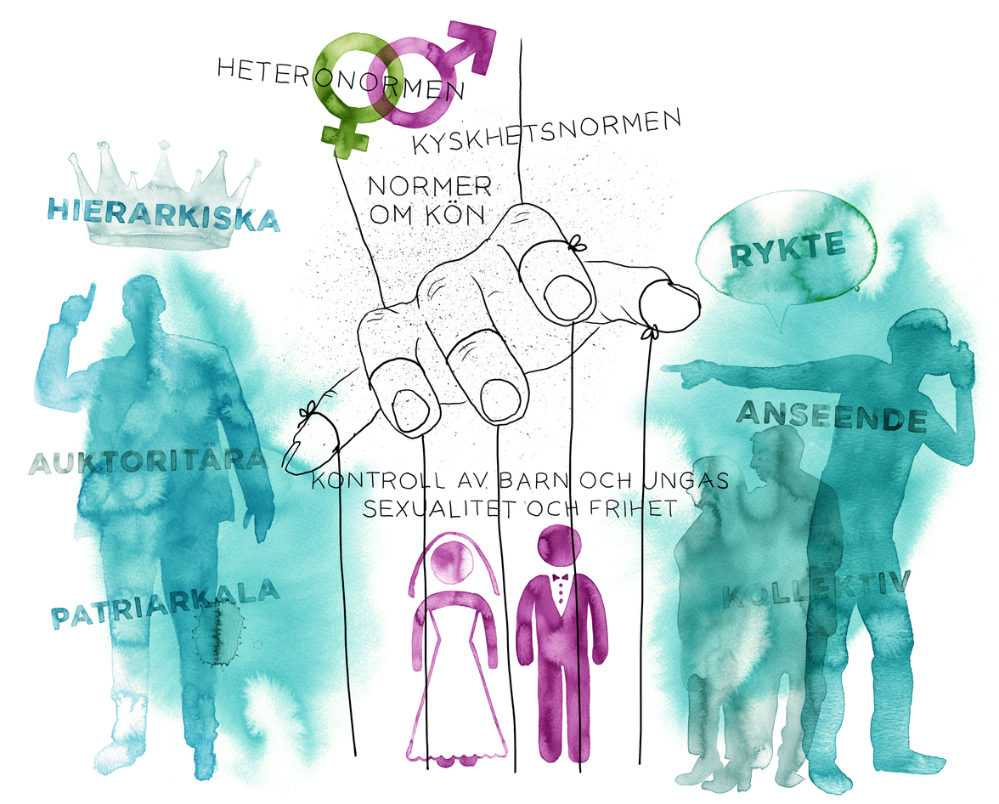 HETERONORMEN
KYSKHETSNORMEN
NORMER
OM KÖN
HIERARKISKA
RYKTE
AUKTORITÄRA
ANSEENDE
KONTROLL AV BARN OCH UNGAS
SEXUALITET OCH FRIHET
PATRIARKALA
KOLLEKTIV